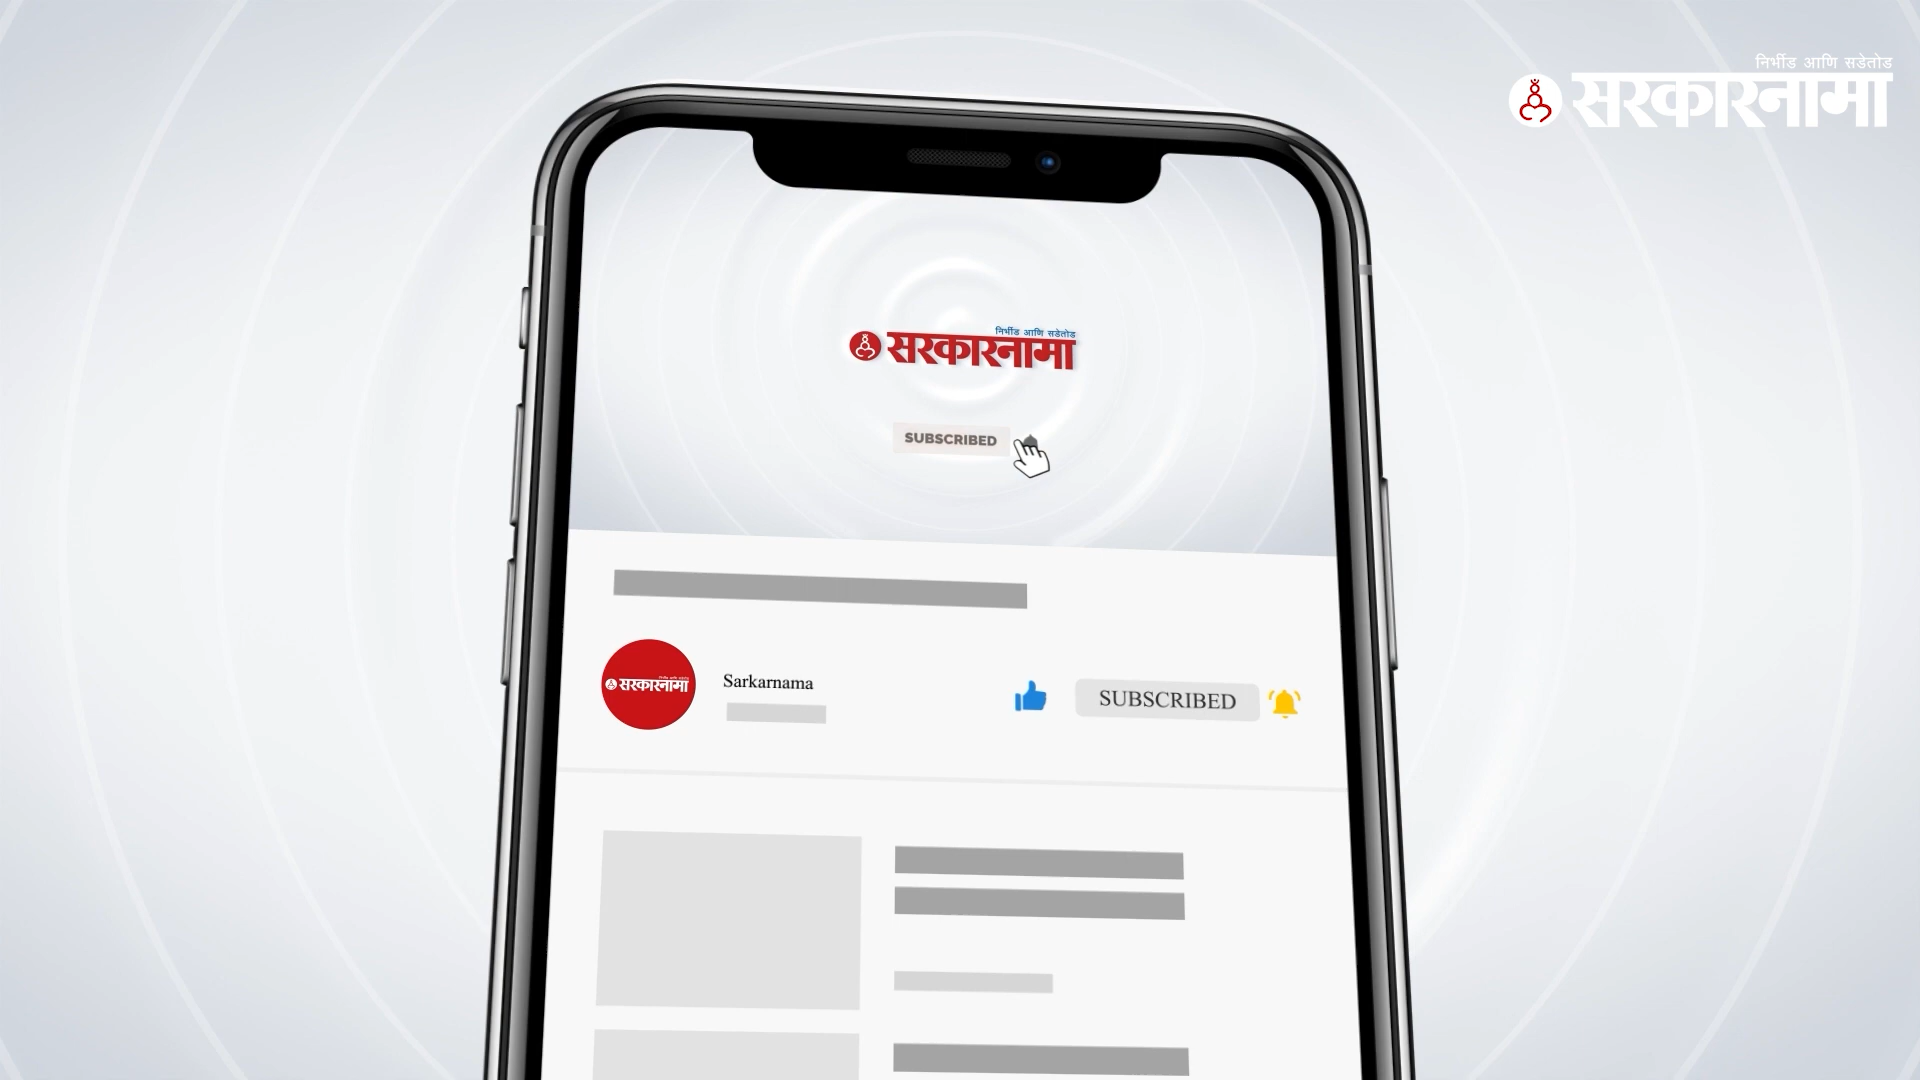 निर्भीड आणि सडेतोड
सरकारनामा
निर्भीड आणि सडेतोड
सरकारनामा
SUBSCRIBED
सरकारनामा
Sarkarnama
SUBSCRIBED